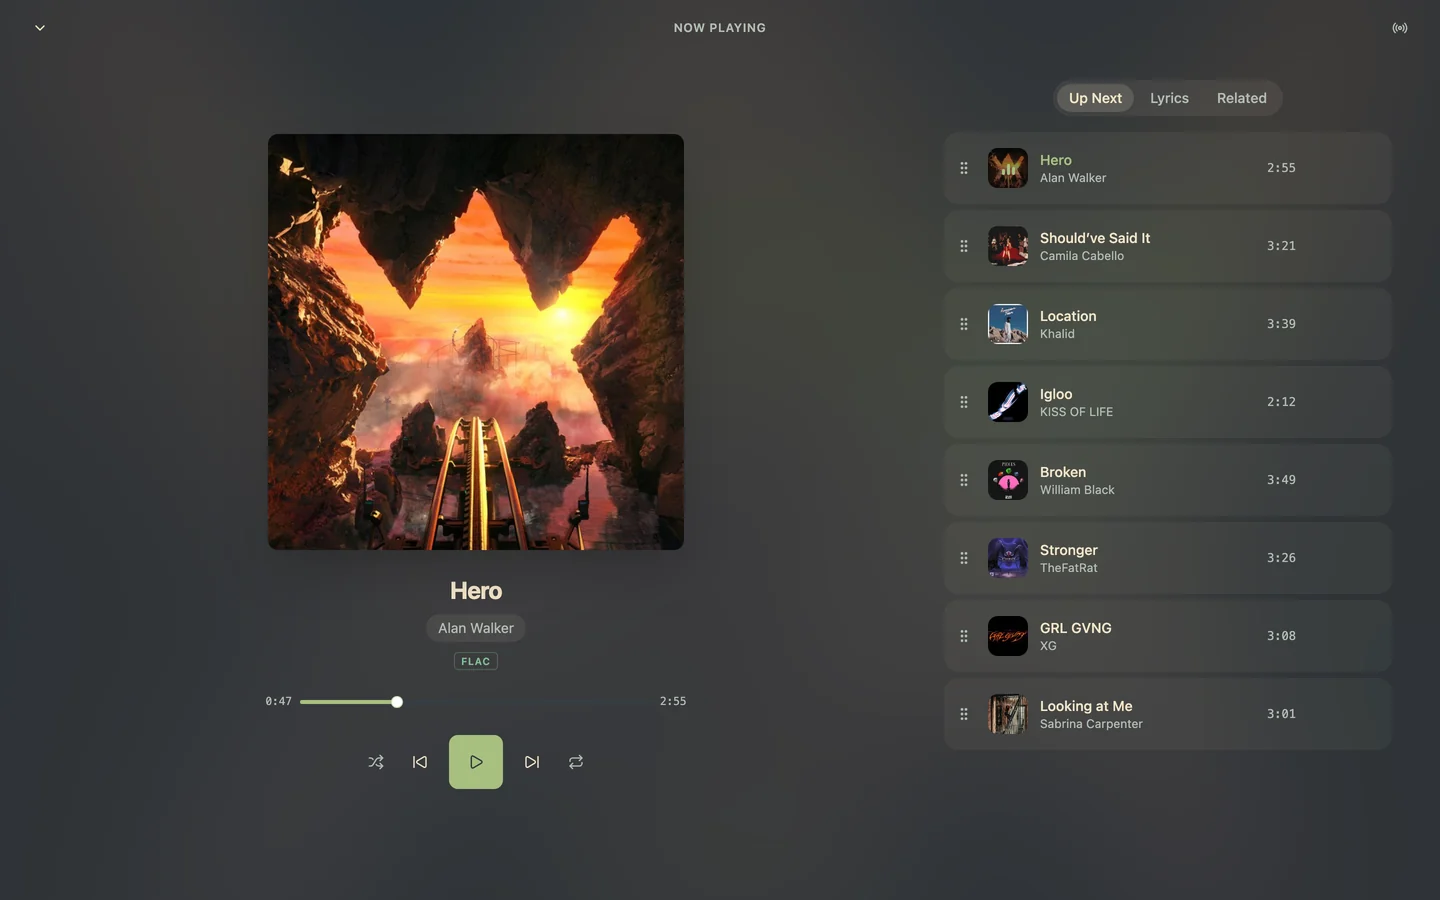 NOW PLAYING
Hero
Alan Walker
FLAC
0:47
2:55
Up Next
Lyrics
Related
Hero
Alan Walker
2:55
Should’ve Said It
Camila Cabello
3:21
Location
Khalid
3:39
Igloo
KISS OF LIFE
2:12
Broken
William Black
3:49
Stronger
TheFatRat
3:26
GRL GVNG
XG
3:08
Looking at Me
Sabrina Carpenter
3:01